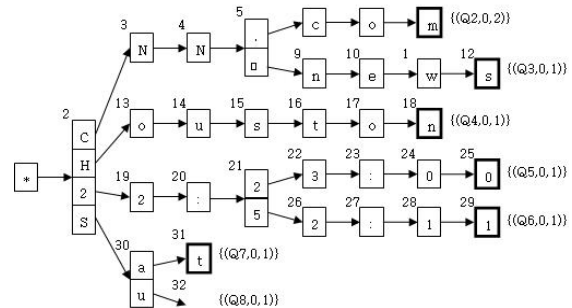 5
. c o m {(Q2,0,2)}
3 4
N N
9 10 1 12
□ n e w s {(Q3,0,1)}
2
C
13 14 15 16 17 18
H o u s t o n {(Q4,0,1)}
*
19 20 21 22 23 24 25
2 2 : 2 3 : 0 0 {(Q5,0,1)}
26 27 28 29
5 2 : 1 1 {(Q6,0,1)}
S
30 31
a t {(Q7,0,1)}
32
u {(Q8,0,1)}